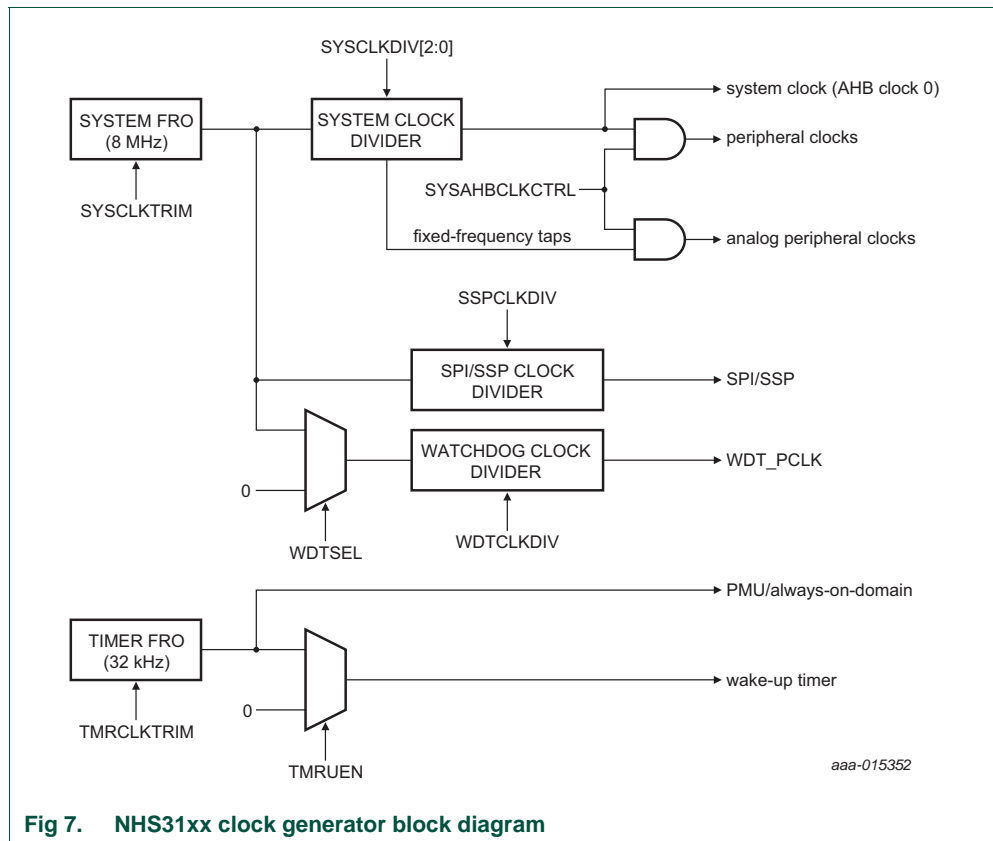 SYSCLKDIV[2:0]
SYSTEM FRO
(8 MHz)
SYSTEM CLOCK
DIVIDER
system clock (AHB clock 0)
peripheral clocks
SYSCLKTRIM
SYSAHBCLKCTRL
fixed-frequency taps
analog peripheral clocks
SSPCLKDIV
SPI/SSP CLOCK
DIVIDER
SPI/SSP
WATCHDOG CLOCK
DIVIDER
WDT_PCLK
0
WDTSEL
WDTCLKDIV
PMU/always-on-domain
TIMER FRO
(32 kHz)
wake-up timer
0
TMRCLKTRIM
TMRUEN
aaa-015352
Fig 7. NHS31xx clock generator block diagram